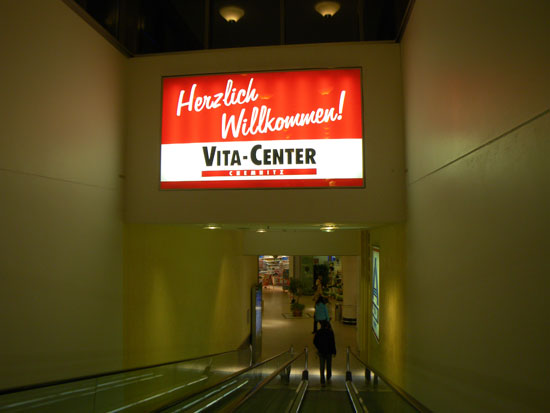 Herzlich
Willkommen!
VITA-CENTER
CHEMNITZ